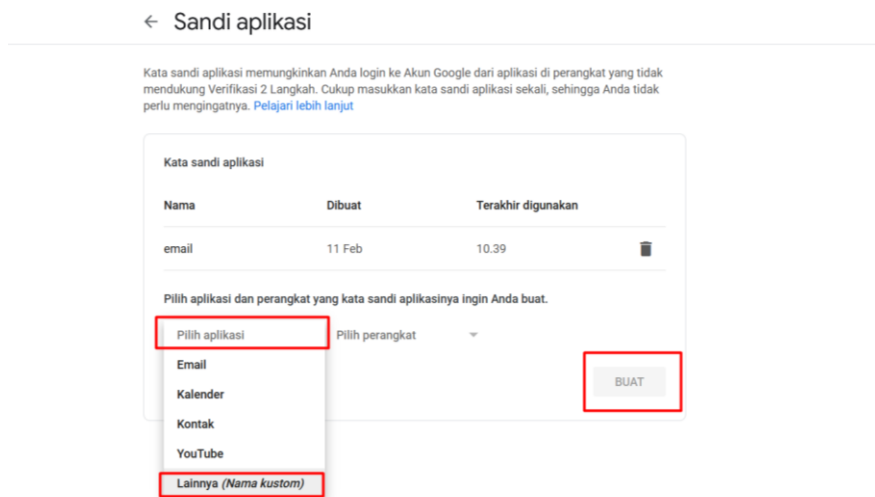 Sandi aplikasi
Kata sandi aplikasi memungkinkan Anda login ke Akun Google dari aplikasi di perangkat yang tidak
mendukung Verifikasi 2 Langkah. Cukup masukkan kata sandi aplikasi sekali, sehingga Anda tidak
perlu mengingatnya. Pelajari lebih lanjut
Kata sandi aplikasi
Nama Dibuat Terakhir digunakan
email 11 Feb 10.39
Pilih aplikasi dan perangkat yang kata sandi aplikasinya ingin Anda buat.
Pilih aplikasi Pilih perangkat
Email
BUAT
Kalender
Kontak
YouTube
Lainnya (Nama kustom)